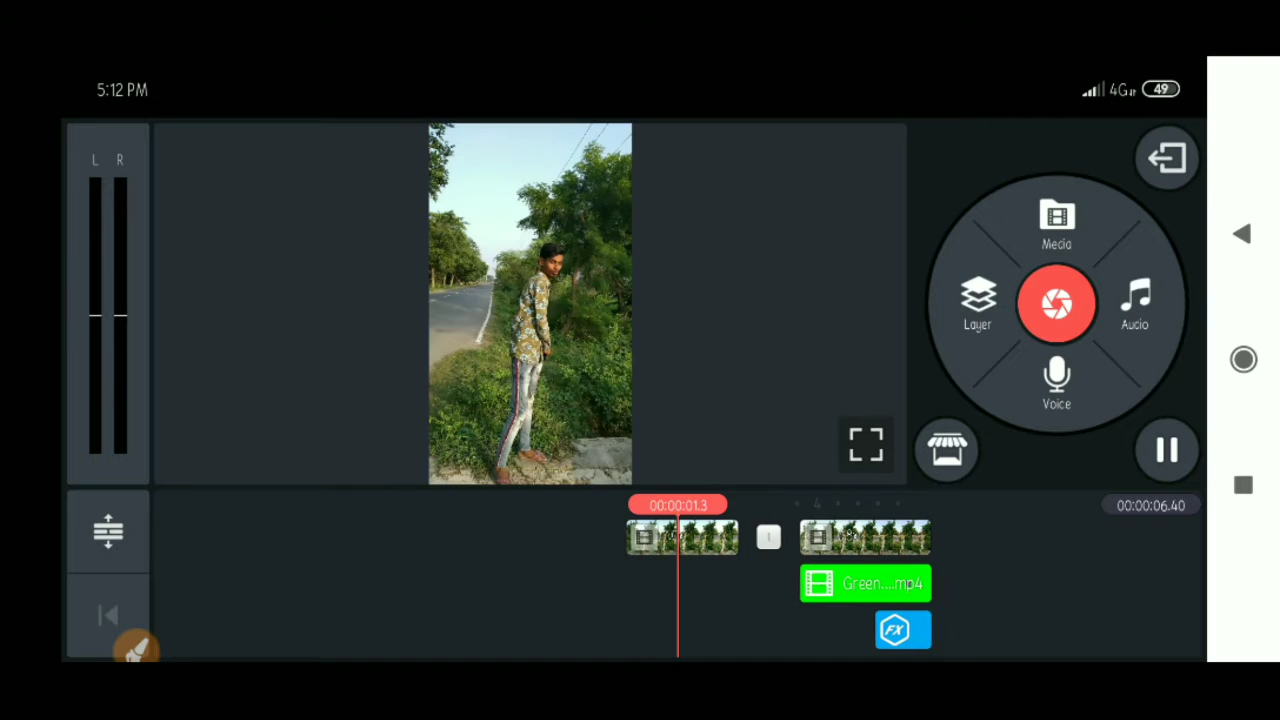 5:12 PM
4G
49
L R
Media
Layer
Audio
Voice
00:00:01.3
4
00:00:06.40
Green....mp4
FX